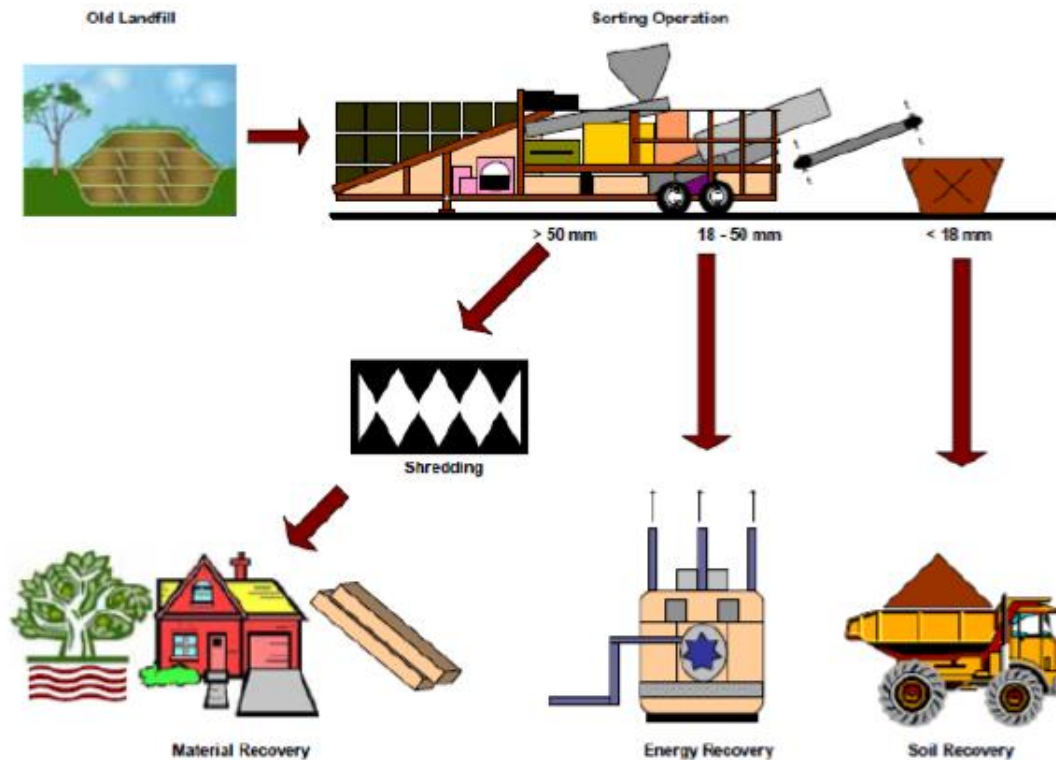 Old Landfill
Sorting Operation
> 50 mm
18 - 50 mm
< 18 mm
Shredding
Material Recovery
Energy Recovery
Soil Recovery